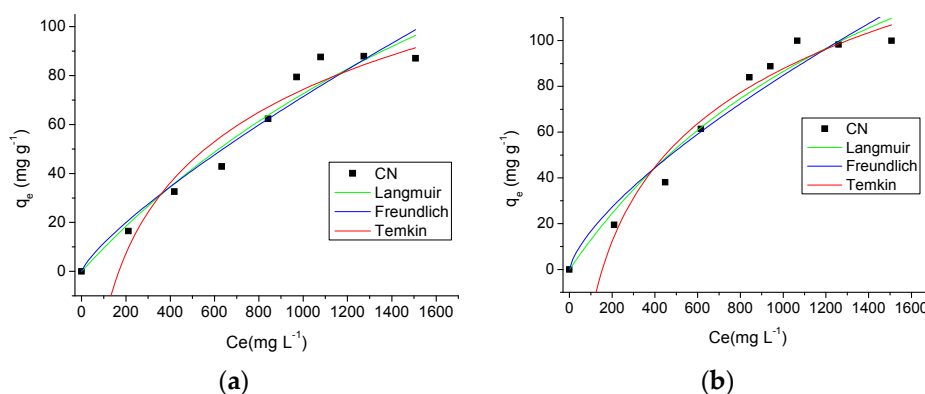 100
80
60
40
20
0
q_e (mg g^-1)
CN
Langmuir
Freundlich
Temkin
0 200 400 600 800 1000 1200 1400 1600
Ce(mg L^-1)
(a)
100
80
60
40
20
0
q_e (mg g^-1)
CN
Langmuir
Freundlich
Temkin
0 200 400 600 800 1000 1200 1400 1600
Ce(mg L^-1)
(b)